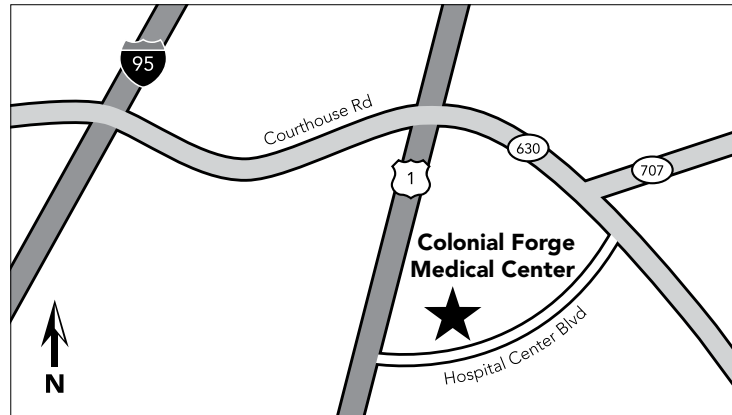 95
Courthouse Rd
630
707
1
Colonial Forge
Medical Center
Hospital Center Blvd
N